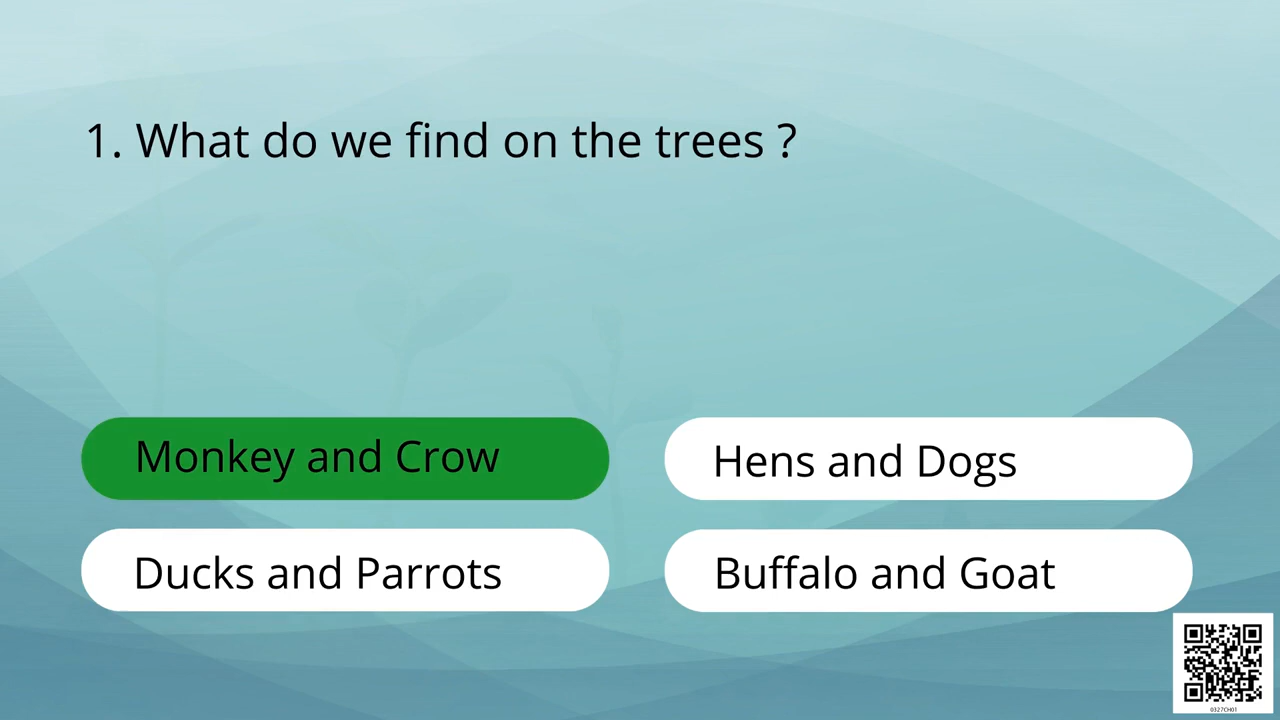 1. What do we find on the trees ?
Monkey and Crow
Hens and Dogs
Ducks and Parrots
Buffalo and Goat
0327CH01